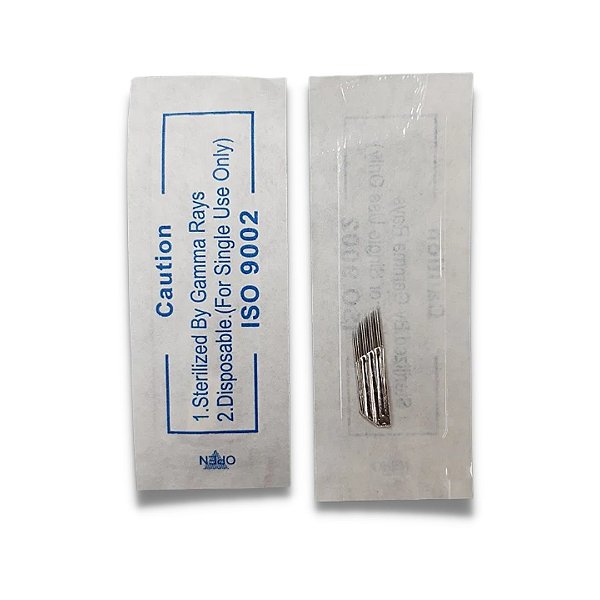 Caution
1.Sterilized By Gamma Rays
2.Disposable.(For Single Use Only)
ISO 9002
OPEN